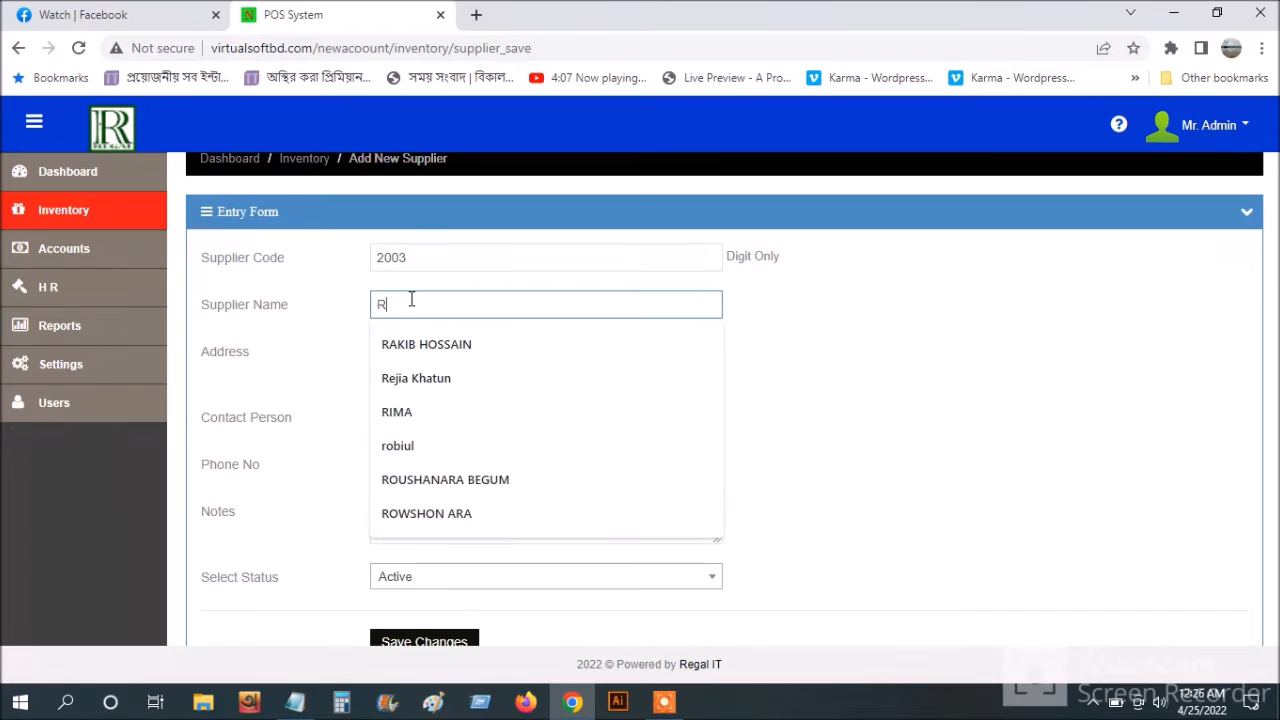 Watch | Facebook
POS System
Not secure
virtualsoftbd.com/newacoount/inventory/supplier_save
Bookmarks
প্রয়োজনীয় সব ইন্টা...
অস্থির করা প্রিমিয়ান...
সময় সংবাদ | বিকাল...
4:07 Now playing...
Live Preview - A Pro...
Karma - Wordpress...
Karma - Wordpress...
Other bookmarks
R
Mr. Admin
Dashboard / Inventory / Add New Supplier
Dashboard
Inventory
Accounts
H R
Reports
Settings
Users
Entry Form
Supplier Code
2003
Digit Only
Supplier Name
R
RAKIB HOSSAIN
Rejia Khatun
RIMA
robiul
ROUSHANARA BEGUM
ROWSHON ARA
Address
Contact Person
Phone No
Notes
Select Status
Active
Save Changes
2022 © Powered by Regal IT
Screen Recorder
12:26 AM
4/25/2022